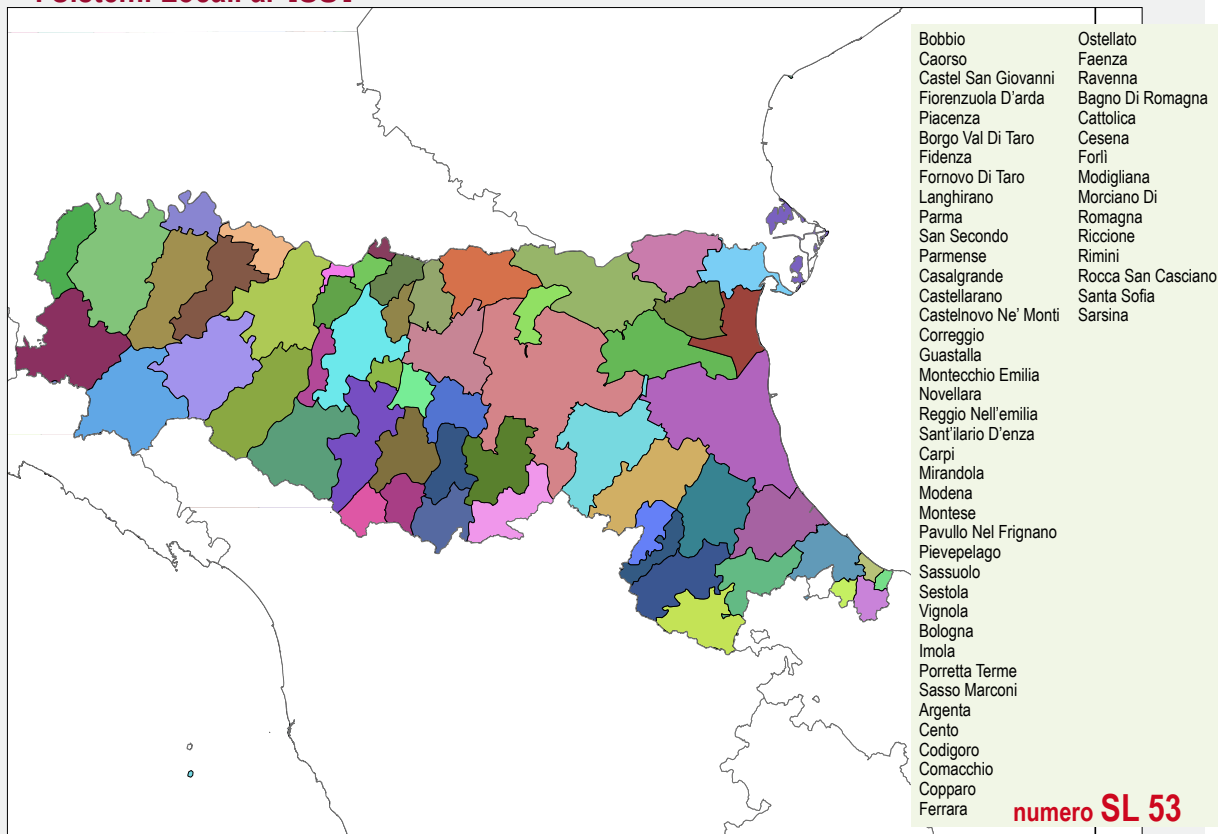 Bobbio
Caorso
Castel San Giovanni
Fiorenzuola D'arda
Piacenza
Borgo Val Di Taro
Fidenza
Fornovo Di Taro
Langhirano
Parma
San Secondo
Parmense
Casalgrande
Castellarano
Castelnovo Ne' Monti
Correggio
Guastalla
Montecchio Emilia
Novellara
Reggio Nell'emilia
Sant'ilario D'enza
Carpi
Mirandola
Modena
Montese
Pavullo Nel Frignano
Pievepelago
Sassuolo
Sestola
Vignola
Bologna
Imola
Porretta Terme
Sasso Marconi
Argenta
Cento
Codigoro
Comacchio
Copparo
Ferrara
Ostellato
Faenza
Ravenna
Bagno Di Romagna
Cattolica
Cesena
Forlì
Modigliana
Morciano Di
Romagna
Riccione
Rimini
Rocca San Casciano
Santa Sofia
Sarsina
numero SL 53